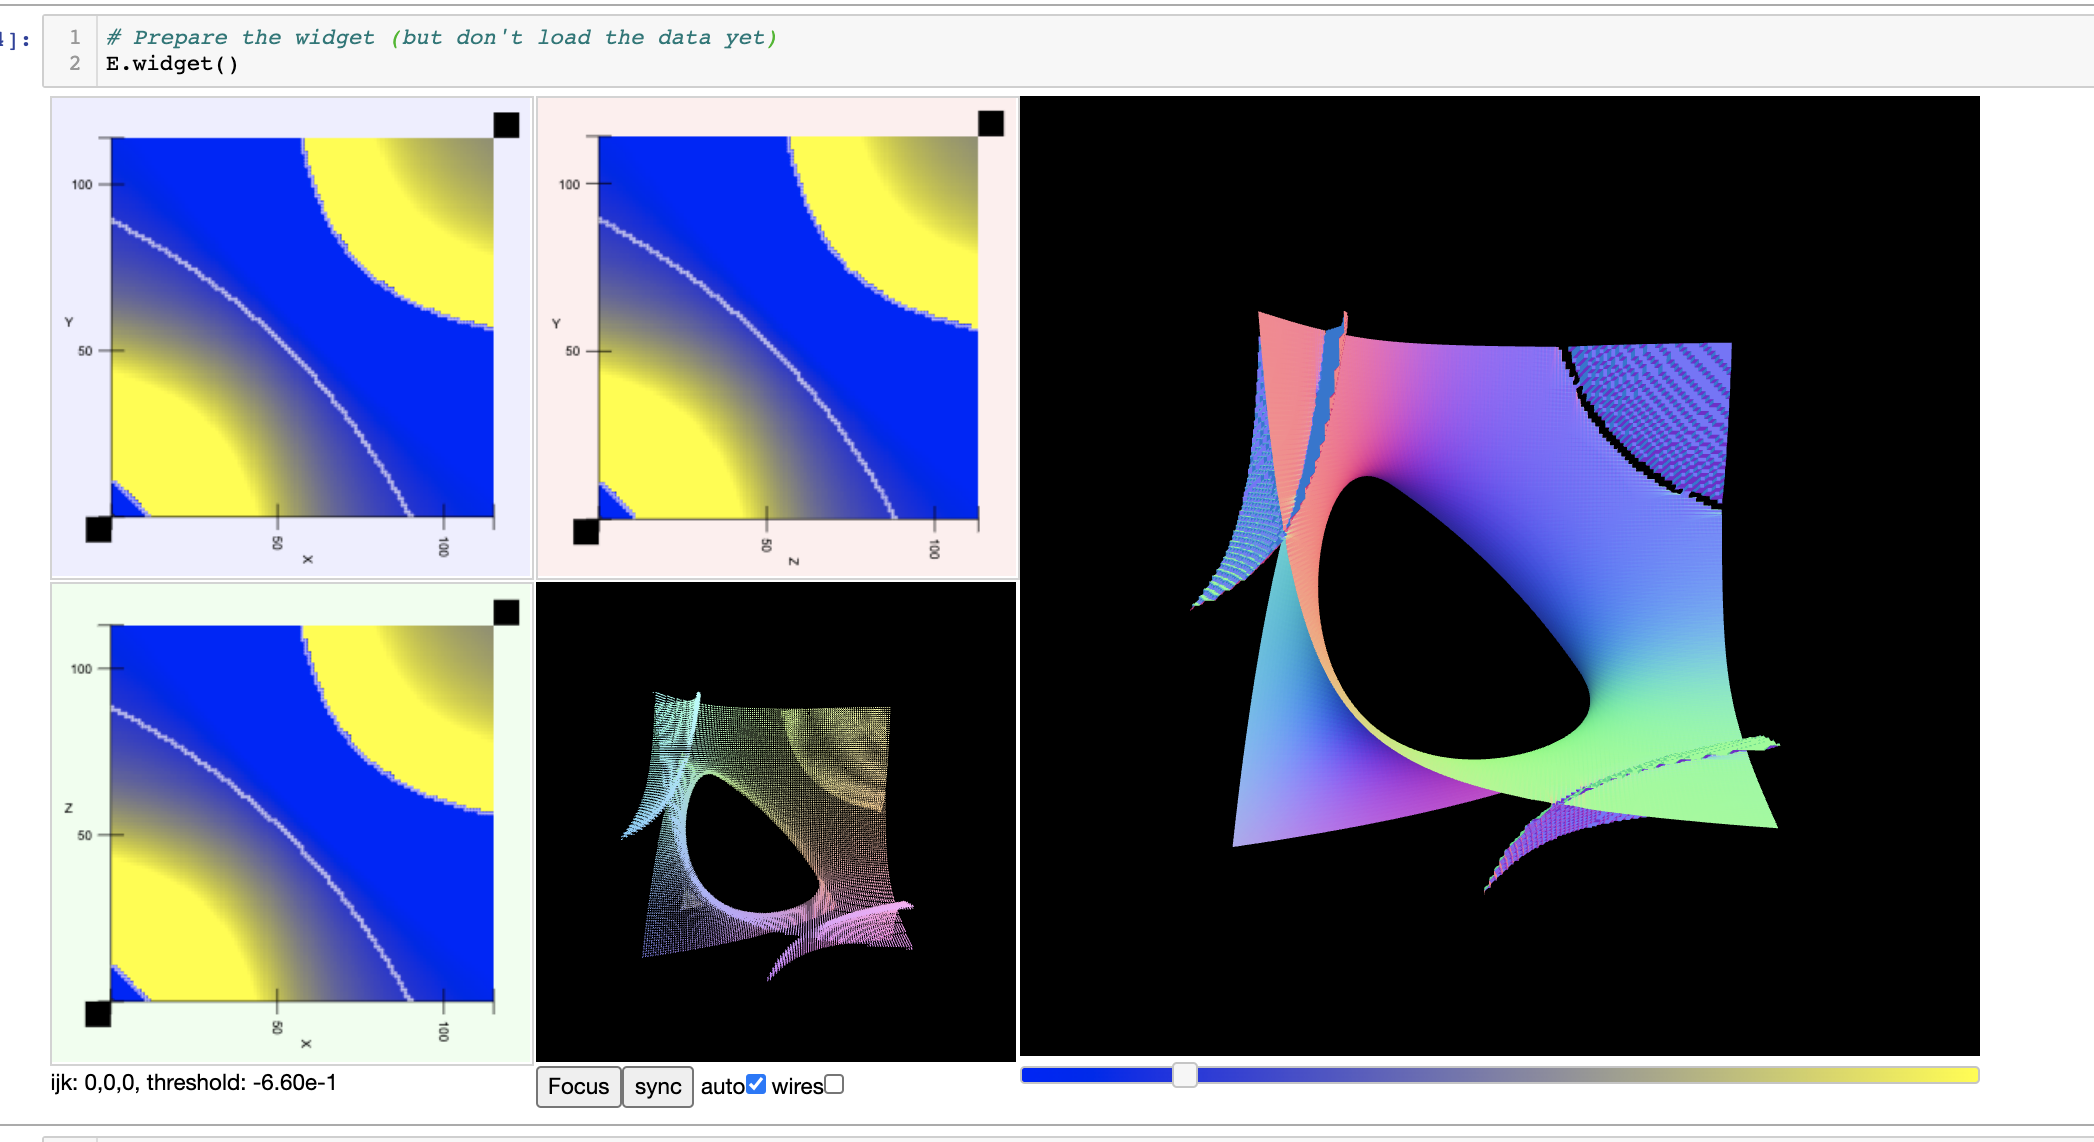 4]:
1 # Prepare the widget (but don't load the data yet)
2 E.widget()
100
Y
50
50
X
100
100
Y
50
50
Z
100
100
Z
50
50
X
100
ijk: 0,0,0, threshold: -6.60e-1
Focus sync auto wires